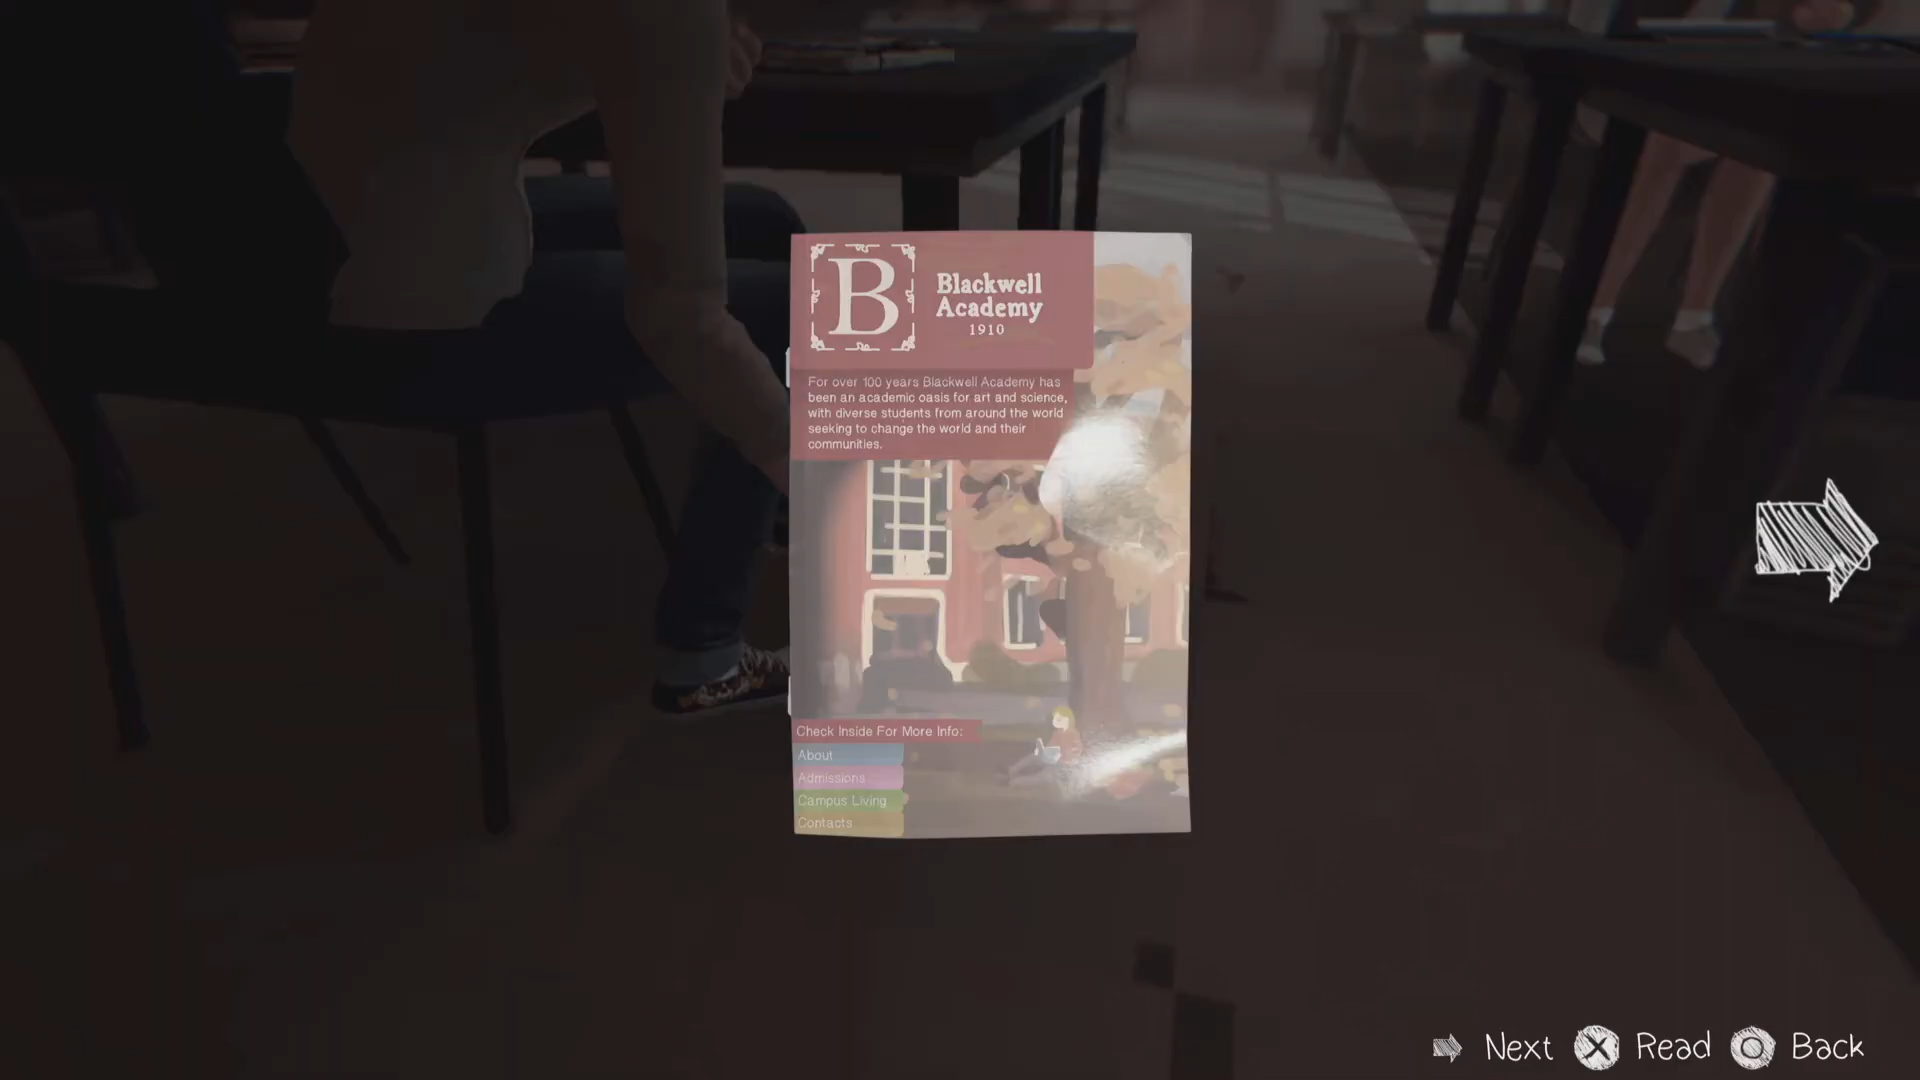 B
Blackwell
Academy
1910
For over 100 years Blackwell Academy has
been an academic oasis for art and science,
with diverse students from around the world
seeking to change the world and their
communities.
Check Inside For More Info:
About
Admissions
Campus Living
Contacts
Next X Read O Back